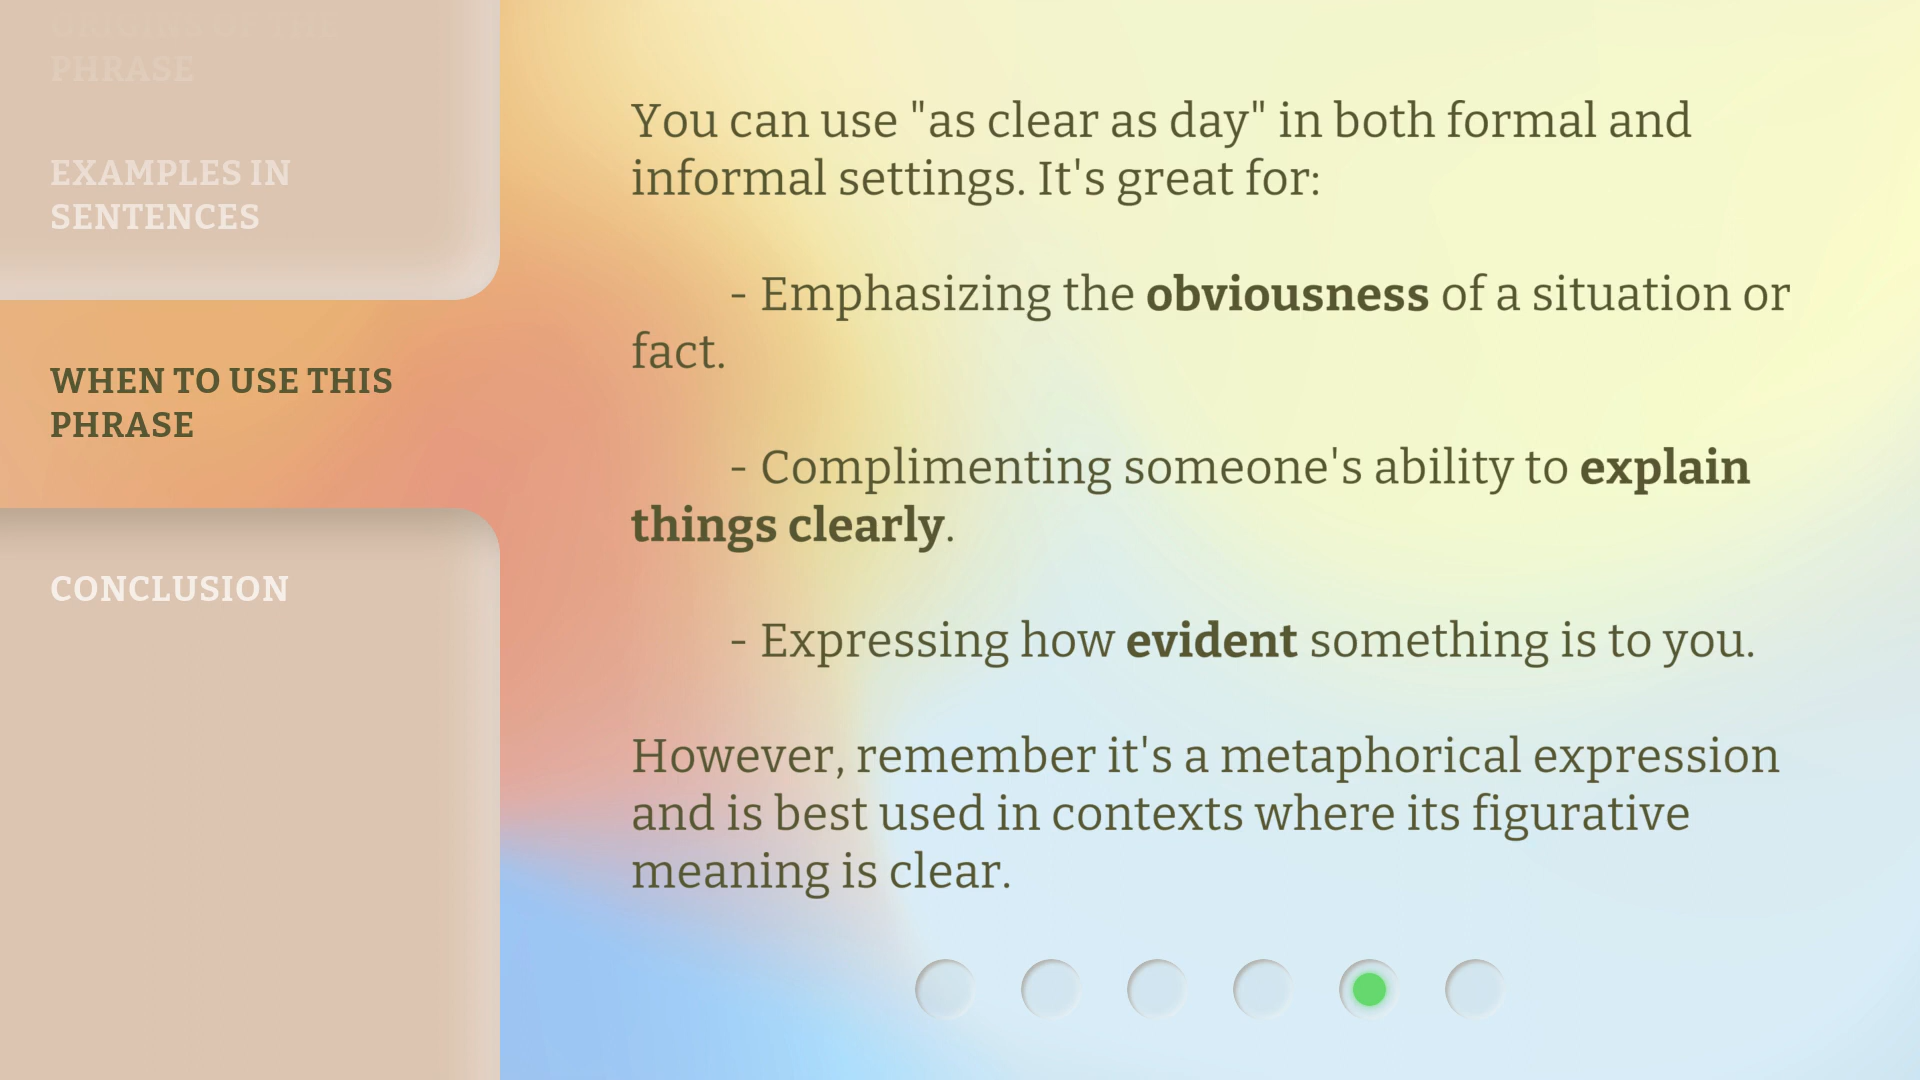 ORIGINS OF THE
PHRASE
EXAMPLES IN
SENTENCES
WHEN TO USE THIS
PHRASE
CONCLUSION
You can use "as clear as day" in both formal and
informal settings. It's great for:
- Emphasizing the obviousness of a situation or
fact.
- Complimenting someone's ability to explain
things clearly.
- Expressing how evident something is to you.
However, remember it's a metaphorical expression
and is best used in contexts where its figurative
meaning is clear.